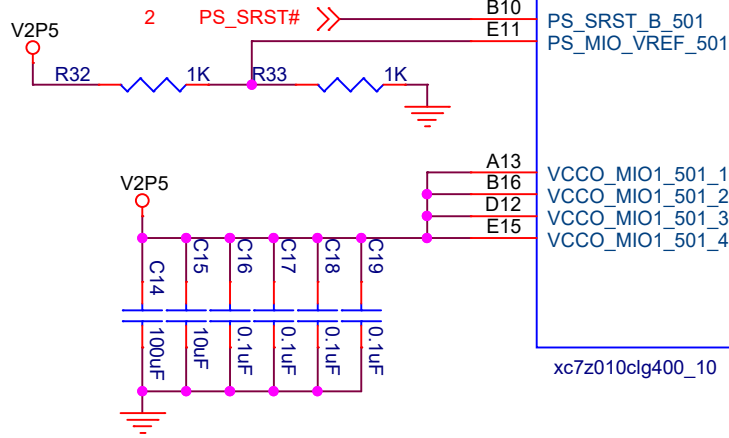 B10
2 PS_SRST# PS_SRST_B_501
E11
V2P5 PS_MIO_VREF_501
R32 1K R33 1K
A13
VCCO_MIO1_501_1
V2P5 B16
VCCO_MIO1_501_2
D12
VCCO_MIO1_501_3
E15
VCCO_MIO1_501_4
C14 C15 C16 C17 C18 C19
100uF 10uF 0.1uF 0.1uF 0.1uF 0.1uF
xc7z010clg400_10